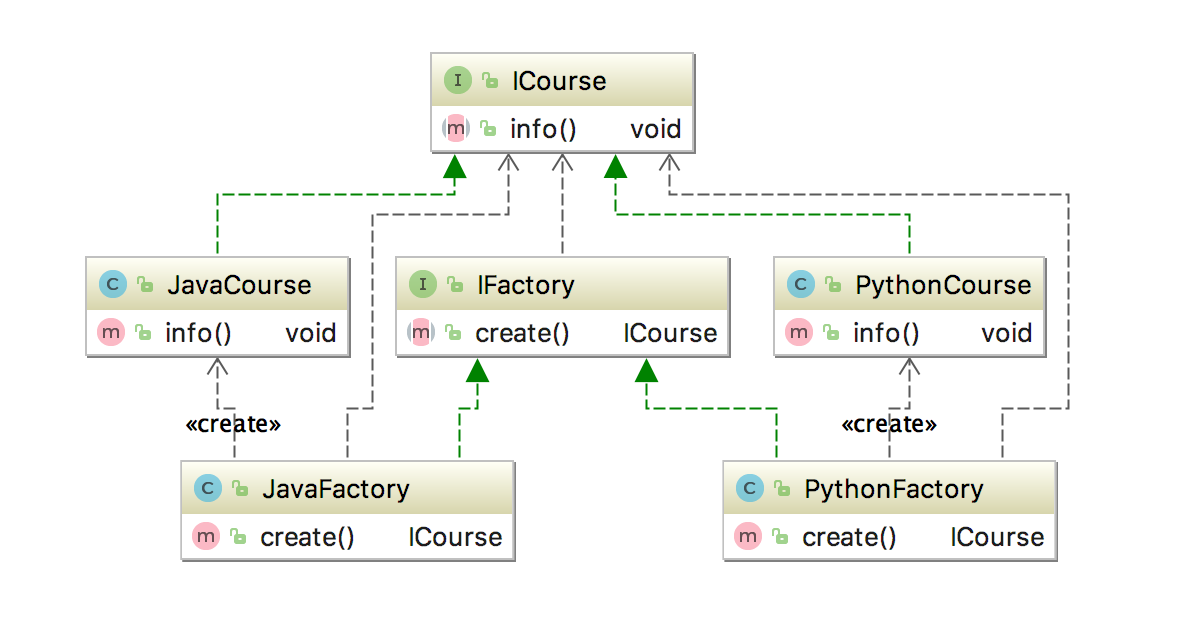 I ICourse
m info() void
C JavaCourse
m info() void
I IFactory
m create() ICourse
C PythonCourse
m info() void
«create»
«create»
C JavaFactory
m create() ICourse
C PythonFactory
m create() ICourse